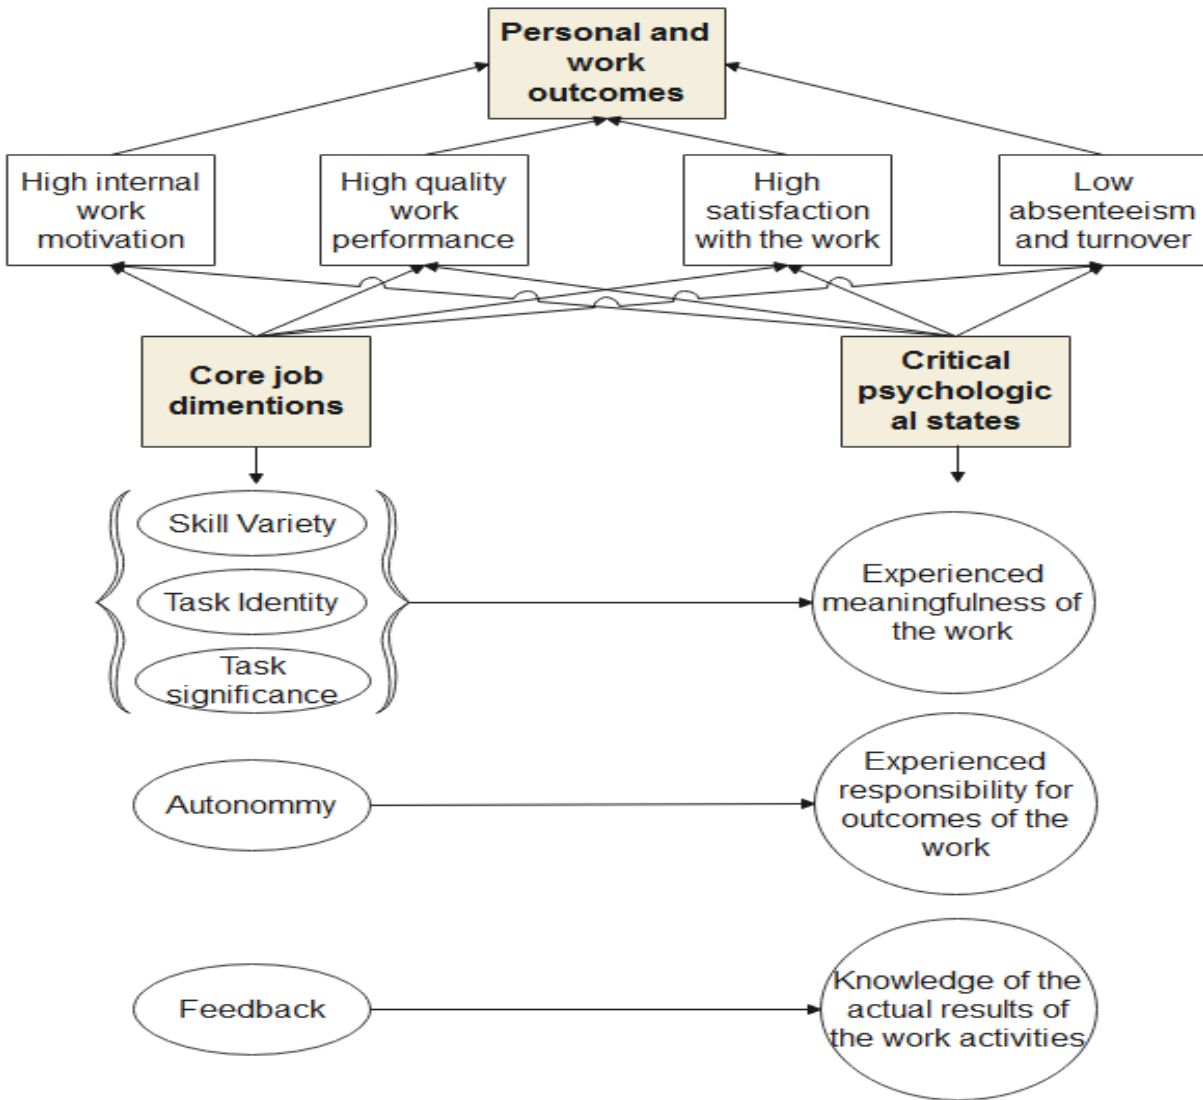 Personal and
work
outcomes
High internal
work
motivation
High quality
work
performance
High
satisfaction
with the work
Low
absenteeism
and turnover
Core job
dimentions
Critical
psychologic
al states
Skill Variety
Task Identity
Task
significance
Experienced
meaningfulness of
the work
Autonommy
Experienced
responsibility for
outcomes of the
work
Feedback
Knowledge of the
actual results of
the work activities